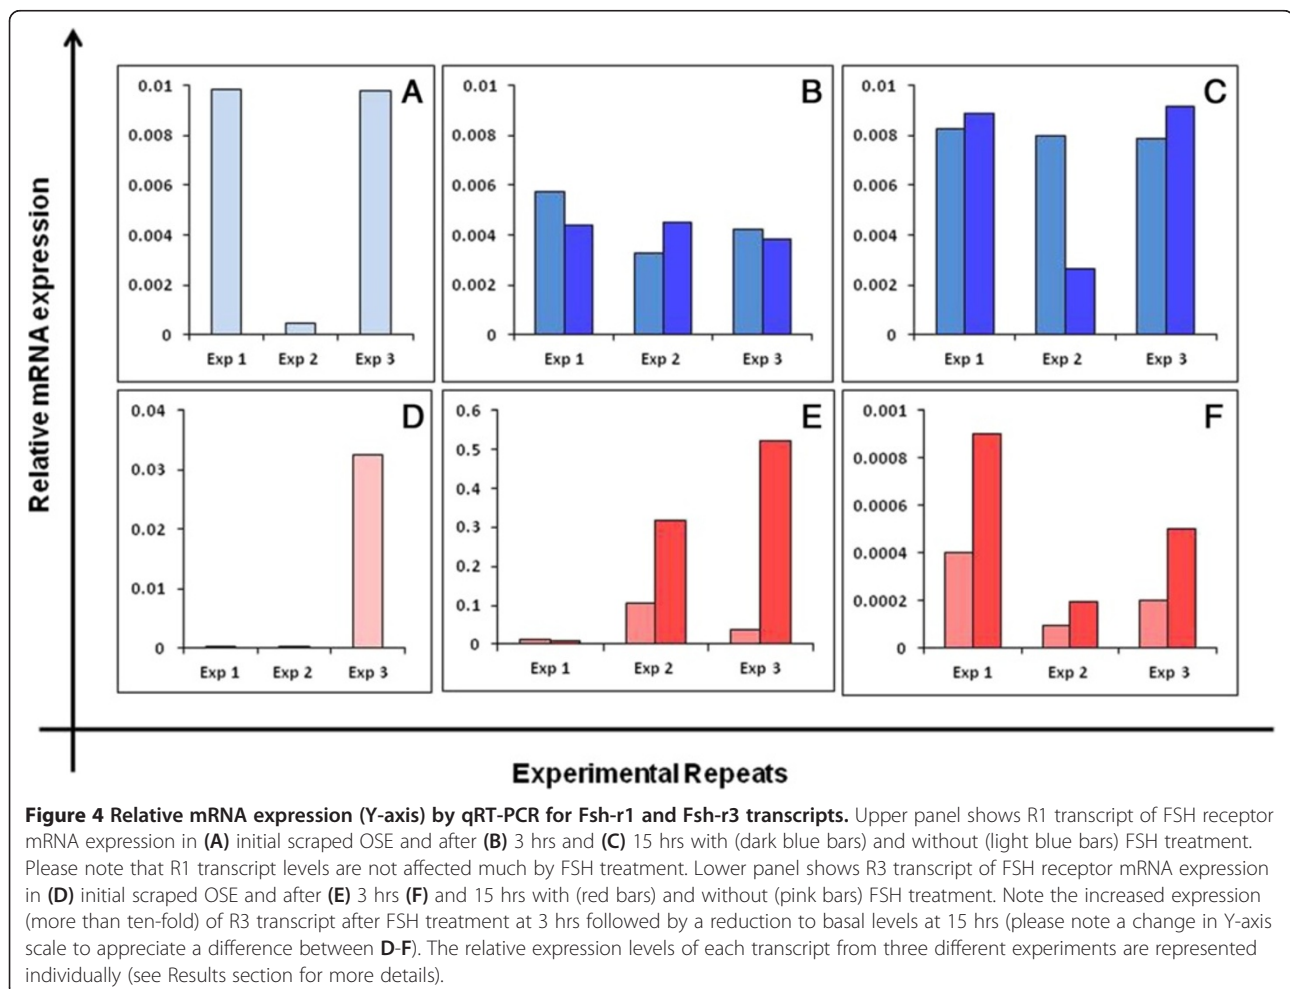 Relative mRNA expression
A
0.01
0.008
0.006
0.004
0.002
0
Exp 1
Exp 2
Exp 3
B
0.01
0.008
0.006
0.004
0.002
0
Exp 1
Exp 2
Exp 3
C
0.01
0.008
0.006
0.004
0.002
0
Exp 1
Exp 2
Exp 3
D
0.04
0.03
0.02
0.01
0
Exp 1
Exp 2
Exp 3
E
0.6
0.5
0.4
0.3
0.2
0.1
0
Exp 1
Exp 2
Exp 3
F
0.001
0.0008
0.0006
0.0004
0.0002
0
Exp 1
Exp 2
Exp 3
Experimental Repeats
Figure 4 Relative mRNA expression (Y-axis) by qRT-PCR for Fsh-r1 and Fsh-r3 transcripts. Upper panel shows R1 transcript of FSH receptor
mRNA expression in (A) initial scraped OSE and after (B) 3 hrs and (C) 15 hrs with (dark blue bars) and without (light blue bars) FSH treatment.
Please note that R1 transcript levels are not affected much by FSH treatment. Lower panel shows R3 transcript of FSH receptor mRNA expression
in (D) initial scraped OSE and after (E) 3 hrs (F) and 15 hrs with (red bars) and without (pink bars) FSH treatment. Note the increased expression
(more than ten-fold) of R3 transcript after FSH treatment at 3 hrs followed by a reduction to basal levels at 15 hrs (please note a change in Y-axis
scale to appreciate a difference between D-F). The relative expression levels of each transcript from three different experiments are represented
individually (see Results section for more details).